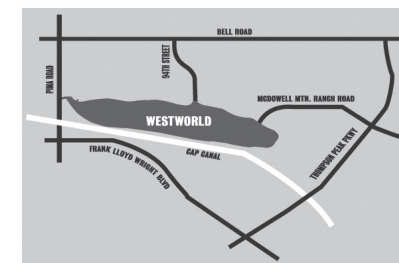 BELL ROAD
PIMA ROAD
94TH STREET
MCDOWELL MTN. RANCH ROAD
WESTWORLD
CAP CANAL
FRANK LLOYD WRIGHT BLVD
THOMPSON PEAK PKWY